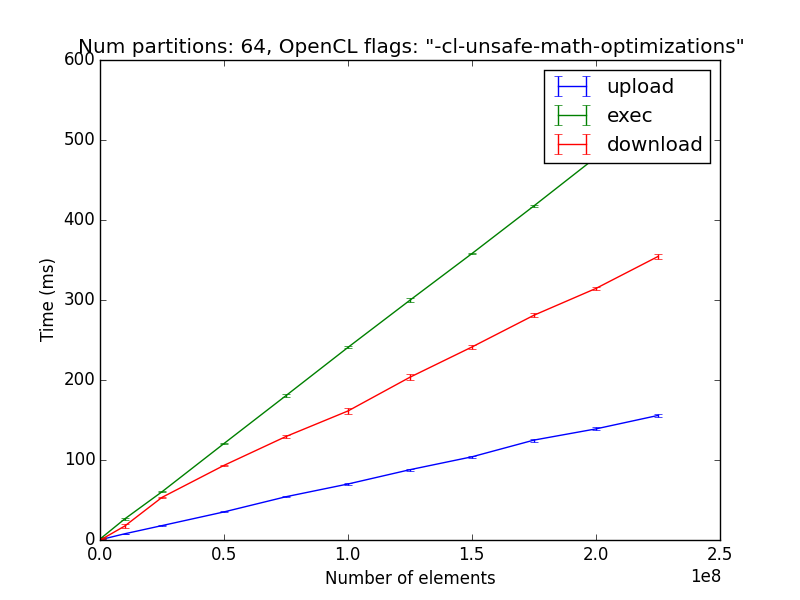 Num partitions: 64, OpenCL flags: "-cl-unsafe-math-optimizations"
600
500
400
300
200
100
0
Time (ms)
upload
exec
download
0.0 0.5 1.0 1.5 2.0 2.5
1e8
Number of elements